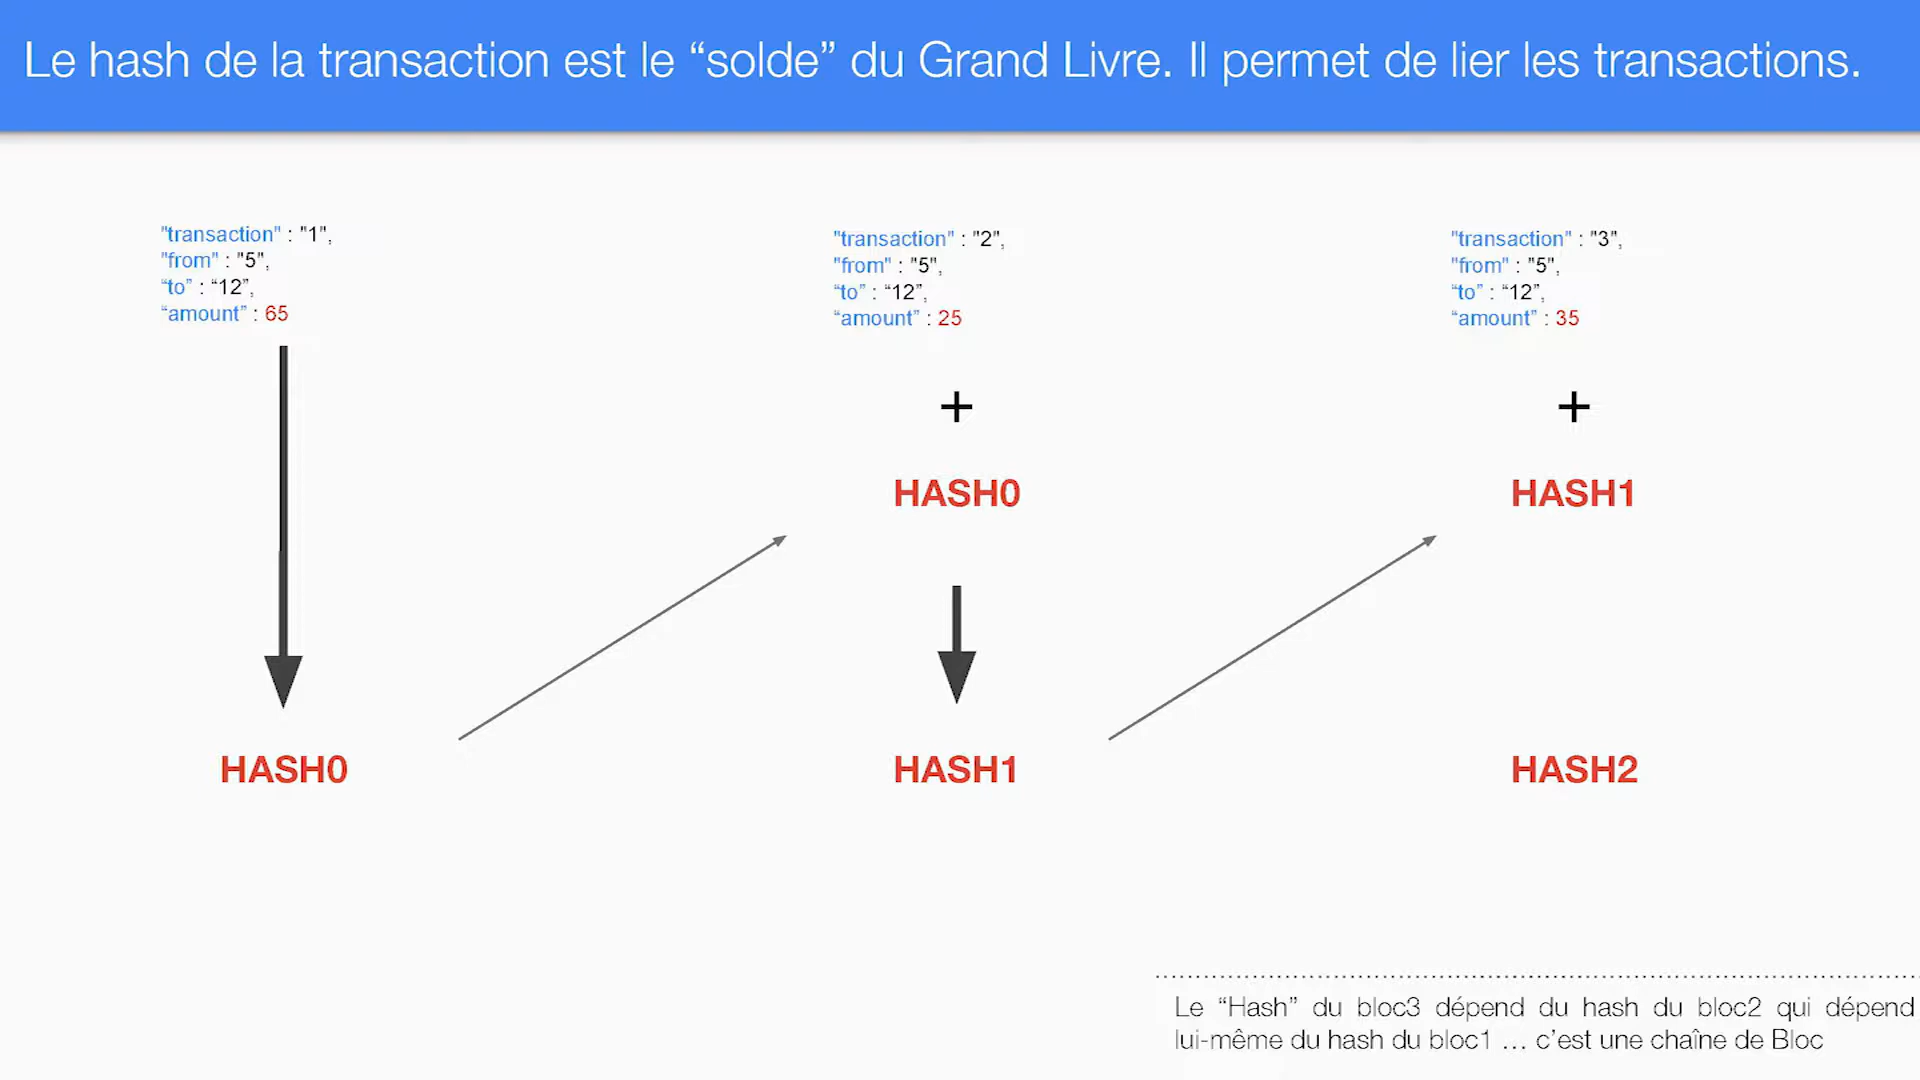 Le hash de la transaction est le “solde” du Grand Livre. Il permet de lier les transactions.
"transaction" : "1",
"from" : "5",
“to” : “12”,
“amount” : 65
"transaction" : "2",
"from" : "5",
“to” : “12”,
“amount” : 25
"transaction" : "3",
"from" : "5",
“to” : “12”,
“amount” : 35
+
+
HASH0
HASH1
HASH0
HASH1
HASH2
Le “Hash” du bloc3 dépend du hash du bloc2 qui dépend
lui-même du hash du bloc1 ... c’est une chaîne de Bloc